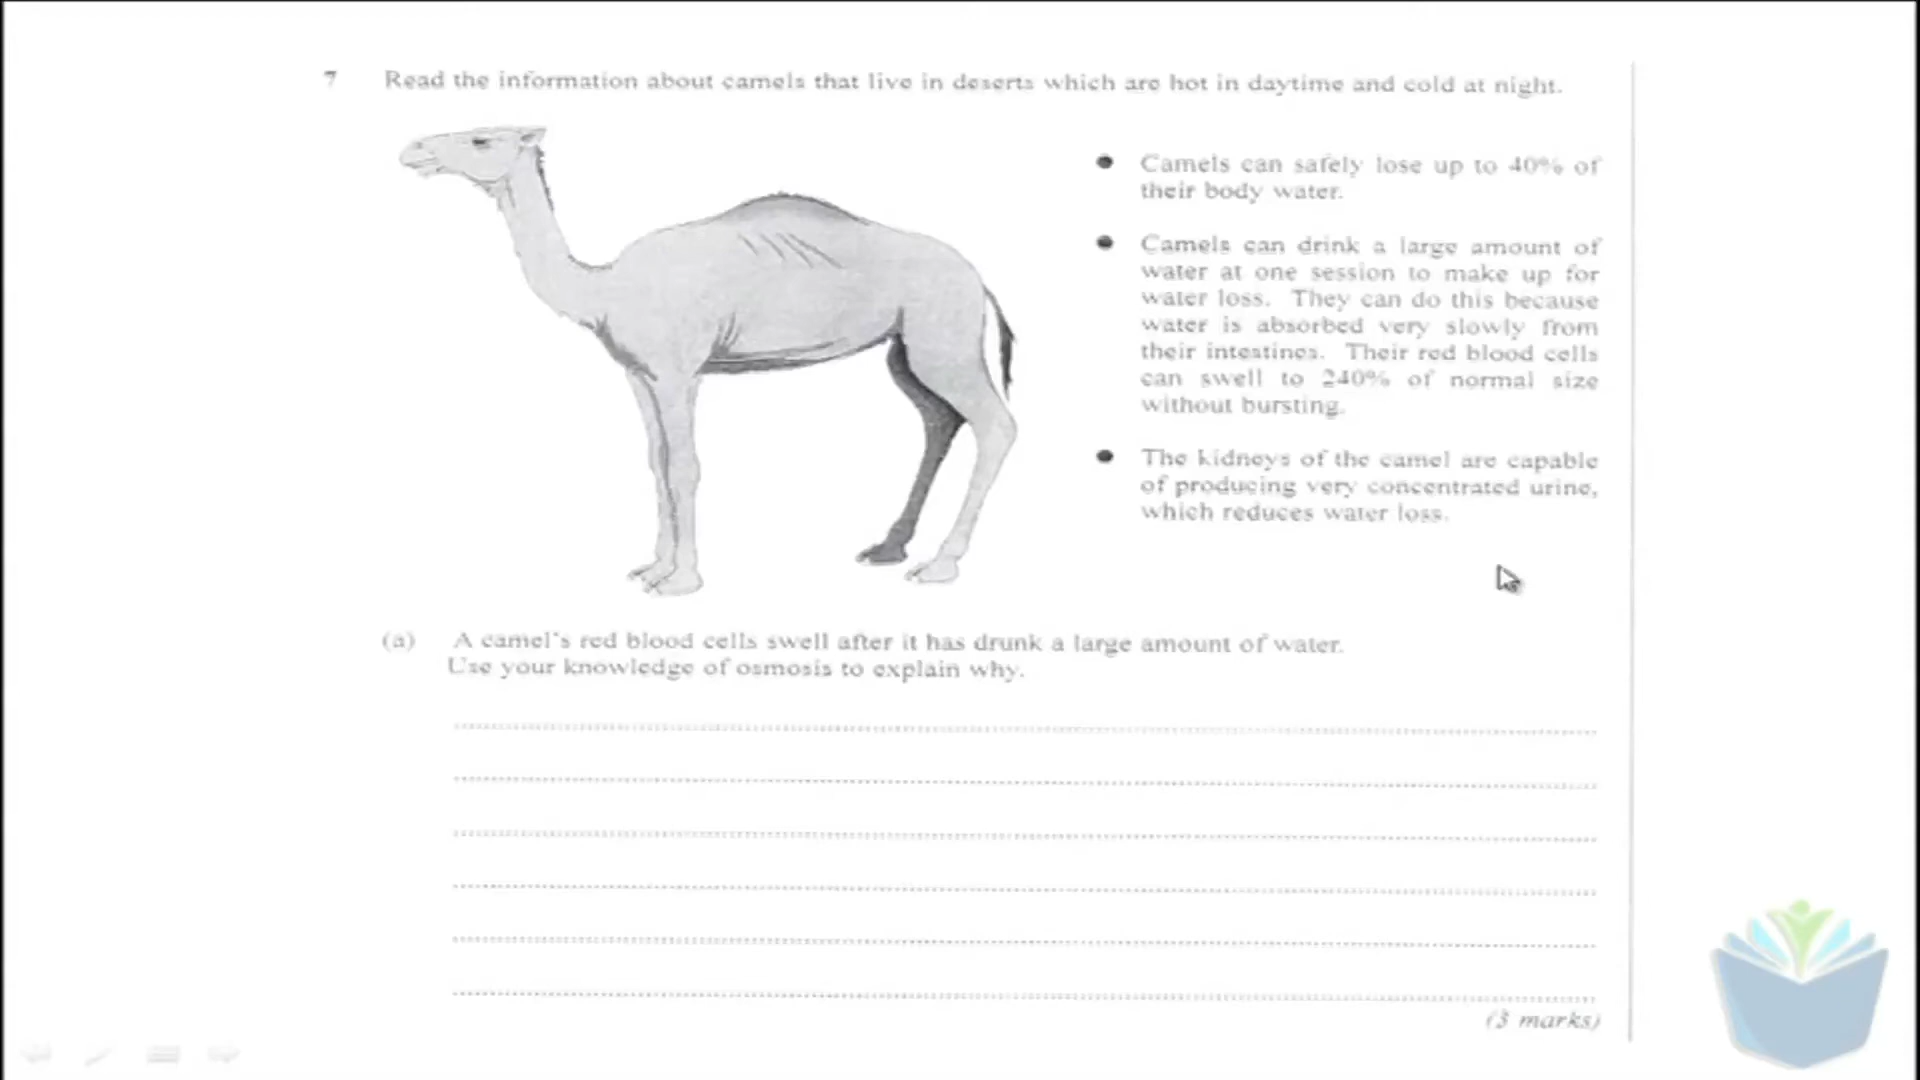 7 Read the information about camels that live in deserts which are hot in daytime and cold at night.
• Camels can safely lose up to 40% of
their body water.
• Camels can drink a large amount of
water at one session to make up for
water loss. They can do this because
water is absorbed very slowly from
their intestines. Their red blood cells
can swell to 240% of normal size
without bursting.
• The kidneys of the camel are capable
of producing very concentrated urine,
which reduces water loss.
(a) A camel's red blood cells swell after it has drunk a large amount of water.
Use your knowledge of osmosis to explain why.
(3 marks)